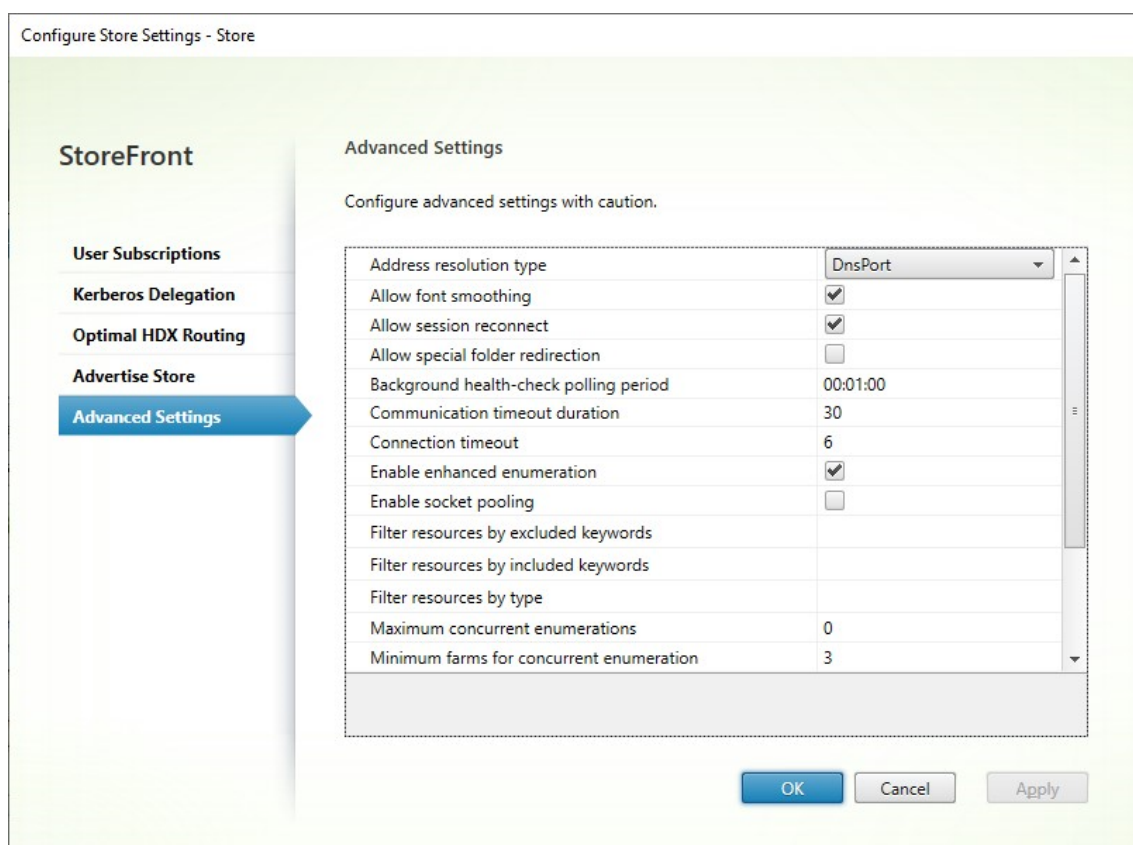 Configure Store Settings - Store
StoreFront
User Subscriptions
Kerberos Delegation
Optimal HDX Routing
Advertise Store
Advanced Settings
Advanced Settings
Configure advanced settings with caution.
Address resolution type DnsPort
Allow font smoothing
Allow session reconnect
Allow special folder redirection
Background health-check polling period 00:01:00
Communication timeout duration 30
Connection timeout 6
Enable enhanced enumeration
Enable socket pooling
Filter resources by excluded keywords
Filter resources by included keywords
Filter resources by type
Maximum concurrent enumerations 0
Minimum farms for concurrent enumeration 3
OK Cancel Apply